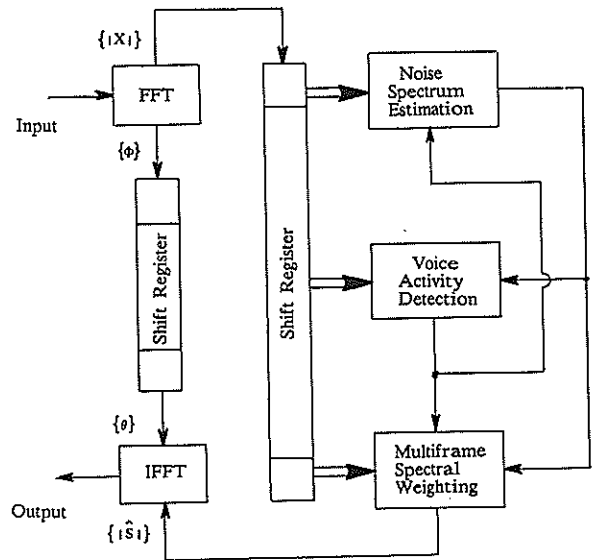 {|X|}
FFT
Input
{Φ}
Shift Register
{θ}
IFFT
Output
{|Ŝ|}
Shift Register
Noise
Spectrum
Estimation
Voice
Activity
Detection
Multiframe
Spectral
Weighting